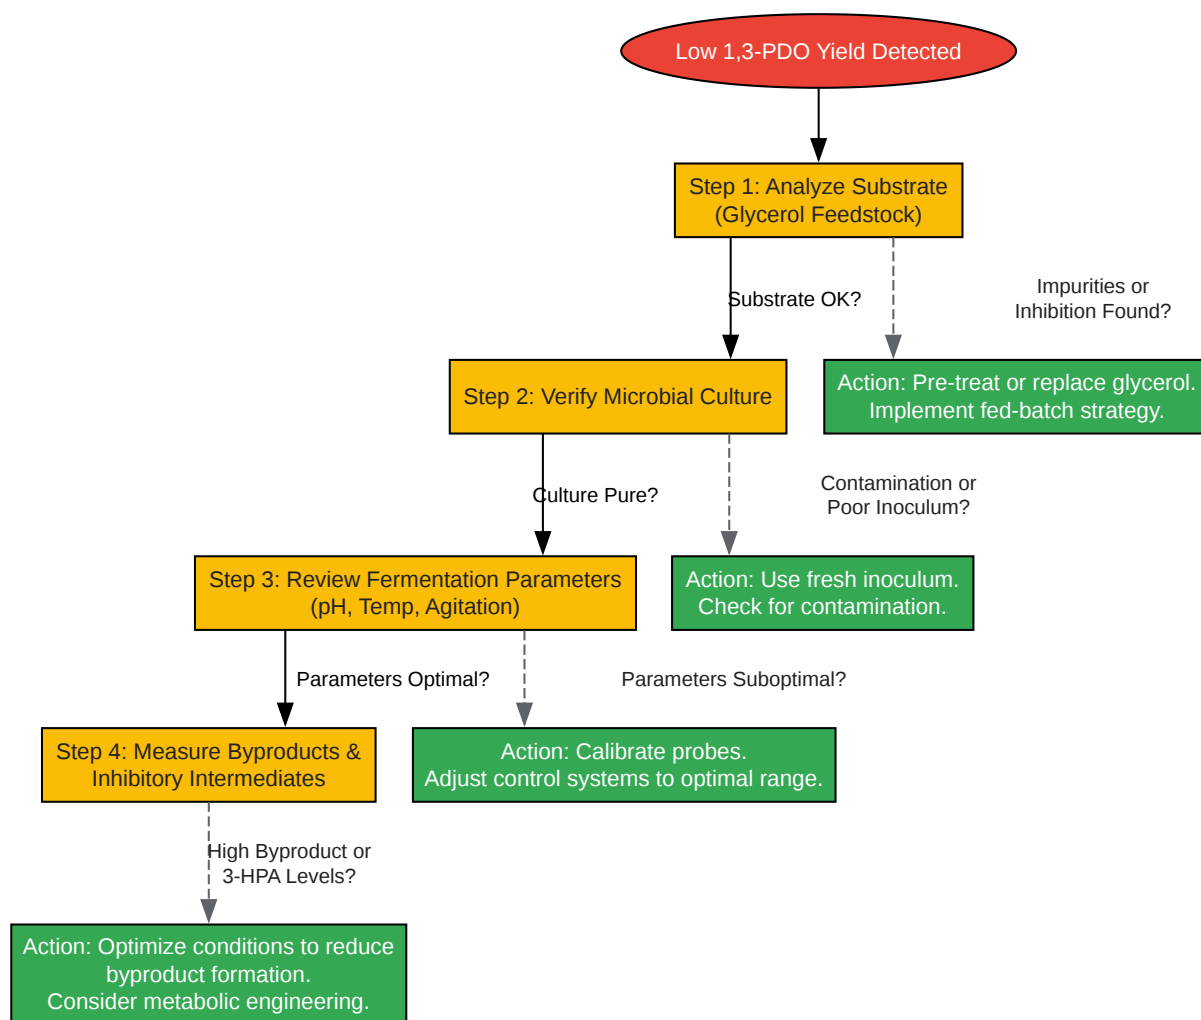 Low 1,3-PDO Yield Detected
Step 1: Analyze Substrate
(Glycerol Feedstock)
Substrate OK?
Impurities or
Inhibition Found?
Step 2: Verify Microbial Culture
Action: Pre-treat or replace glycerol.
Implement fed-batch strategy.
Culture Pure?
Contamination or
Poor Inoculum?
Step 3: Review Fermentation Parameters
(pH, Temp, Agitation)
Action: Use fresh inoculum.
Check for contamination.
Parameters Optimal?
Parameters Suboptimal?
Step 4: Measure Byproducts &
Inhibitory Intermediates
Action: Calibrate probes.
Adjust control systems to optimal range.
High Byproduct or
3-HPA Levels?
Action: Optimize conditions to reduce
byproduct formation.
Consider metabolic engineering.